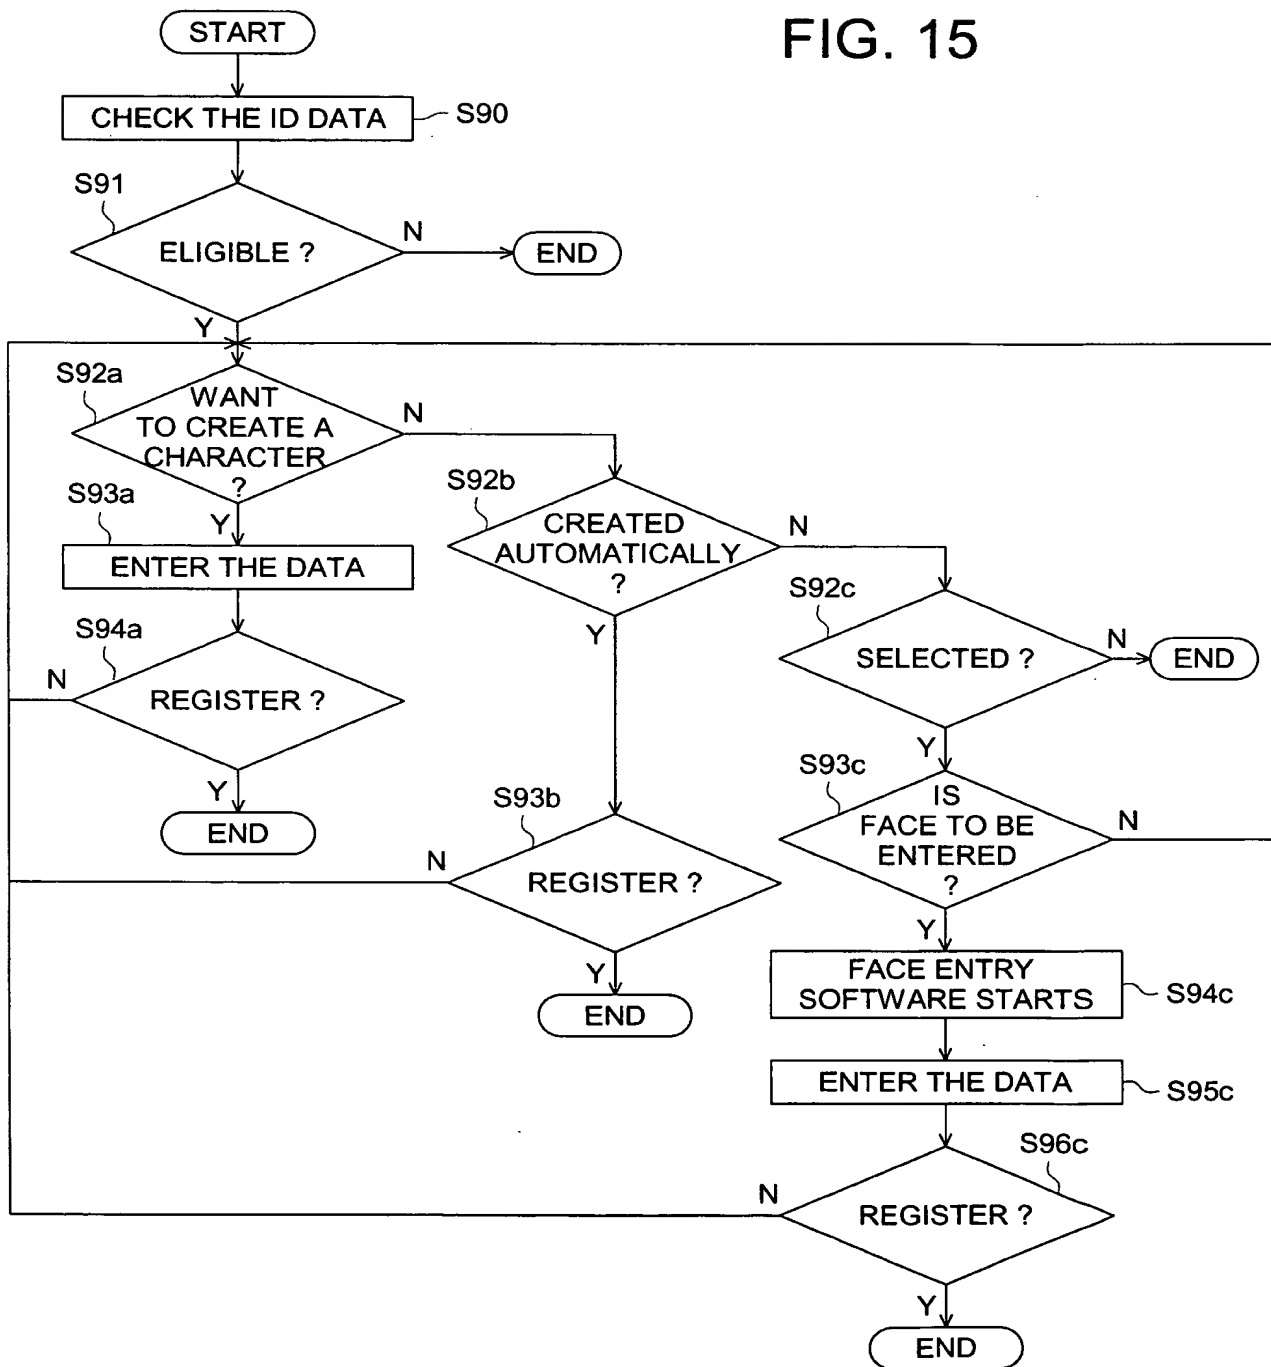 FIG. 15
START
CHECK THE ID DATA
S90
S91
ELIGIBLE ?
N
END
Y
S92a
WANT
TO CREATE A
CHARACTER
?
N
Y
S92b
CREATED
AUTOMATICALLY
?
N
Y
S93a
ENTER THE DATA
S92c
SELECTED ?
N
END
Y
S94a
REGISTER ?
N
Y
END
S93b
REGISTER ?
N
Y
END
S93c
IS
FACE TO BE
ENTERED
?
N
Y
FACE ENTRY
SOFTWARE STARTS
S94c
ENTER THE DATA
S95c
S96c
REGISTER ?
N
Y
END